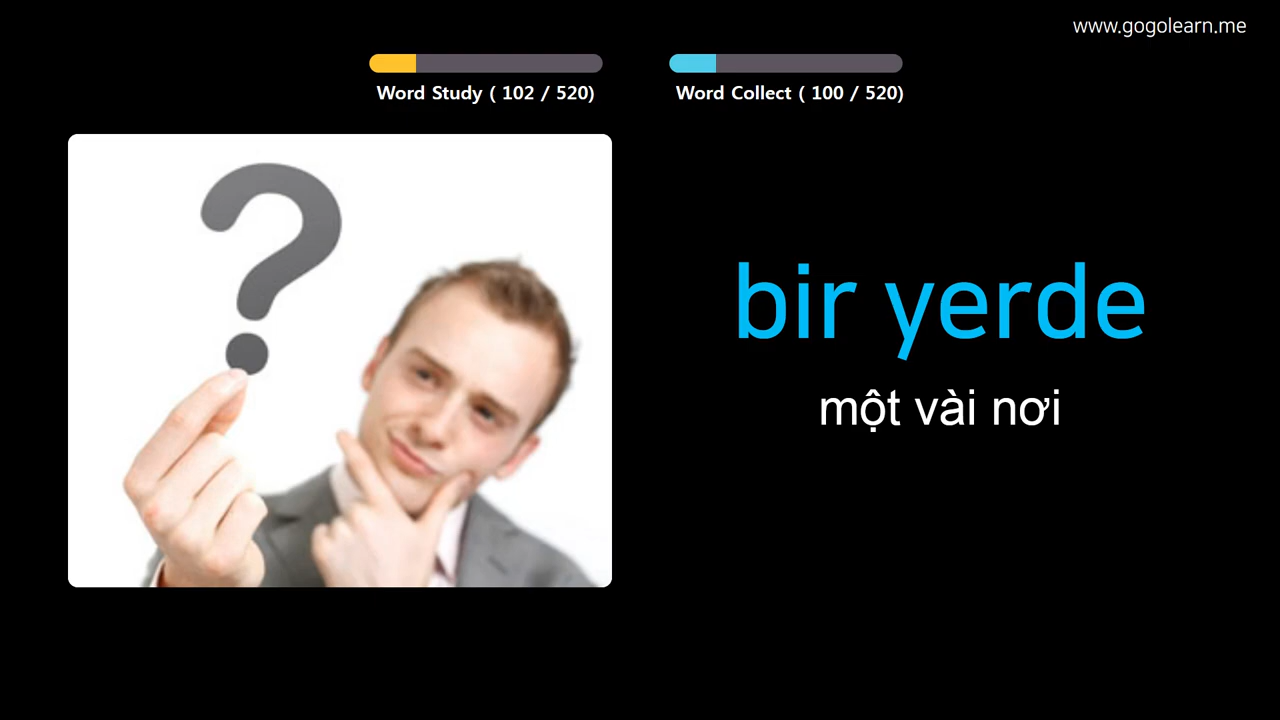 www.gogolearn.me
Word Study ( 102 / 520)
Word Collect ( 100 / 520)
bir yerde
một vài nơi